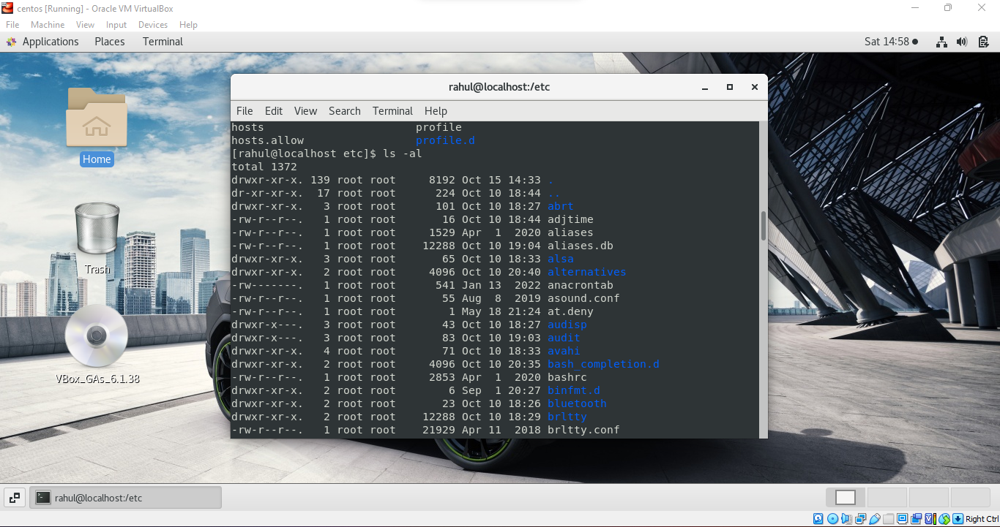 centos [Running] - Oracle VM VirtualBox
File Machine View Input Devices Help
Applications Places Terminal Sat 14:58
rahul@localhost:/etc
File Edit View Search Terminal Help
hosts                       profile
hosts.allow                 profile.d
[rahul@localhost etc]$ ls -al
total 1372
drwxr-xr-x. 139 root root     8192 Oct 15 14:33 .
dr-xr-xr-x.  17 root root      224 Oct 10 18:44 ..
drwxr-xr-x.   3 root root      101 Oct 10 18:27 abrt
-rw-r--r--.   1 root root       16 Oct 10 18:44 adjtime
-rw-r--r--.   1 root root     1529 Apr  1  2020 aliases
-rw-r--r--.   1 root root    12288 Oct 10 19:04 aliases.db
drwxr-xr-x.   3 root root       65 Oct 10 18:33 alsa
drwxr-xr-x.   2 root root     4096 Oct 10 20:40 alternatives
-rw-------.   1 root root      541 Jan 13  2022 anacrontab
-rw-r--r--.   1 root root       55 Aug  8  2019 asound.conf
-rw-r--r--.   1 root root        1 May 18 21:24 at.deny
drwxr-x---.   3 root root       43 Oct 10 18:27 audisp
drwxr-x---.   3 root root       83 Oct 10 19:03 audit
drwxr-xr-x.   4 root root       71 Oct 10 18:33 avahi
drwxr-xr-x.   2 root root     4096 Oct 10 20:35 bash_completion.d
-rw-r--r--.   1 root root     2853 Apr  1  2020 bashrc
drwxr-xr-x.   2 root root        6 Sep  1 20:27 binfmt.d
drwxr-xr-x.   2 root root       23 Oct 10 18:26 bluetooth
drwxr-xr-x.   2 root root    12288 Oct 10 18:29 brltty
-rw-r--r--.   1 root root    21929 Apr 11  2018 brltty.conf
Home
Trash
VBox_GAs_6.1.38
rahul@localhost:/etc
Right Ctrl